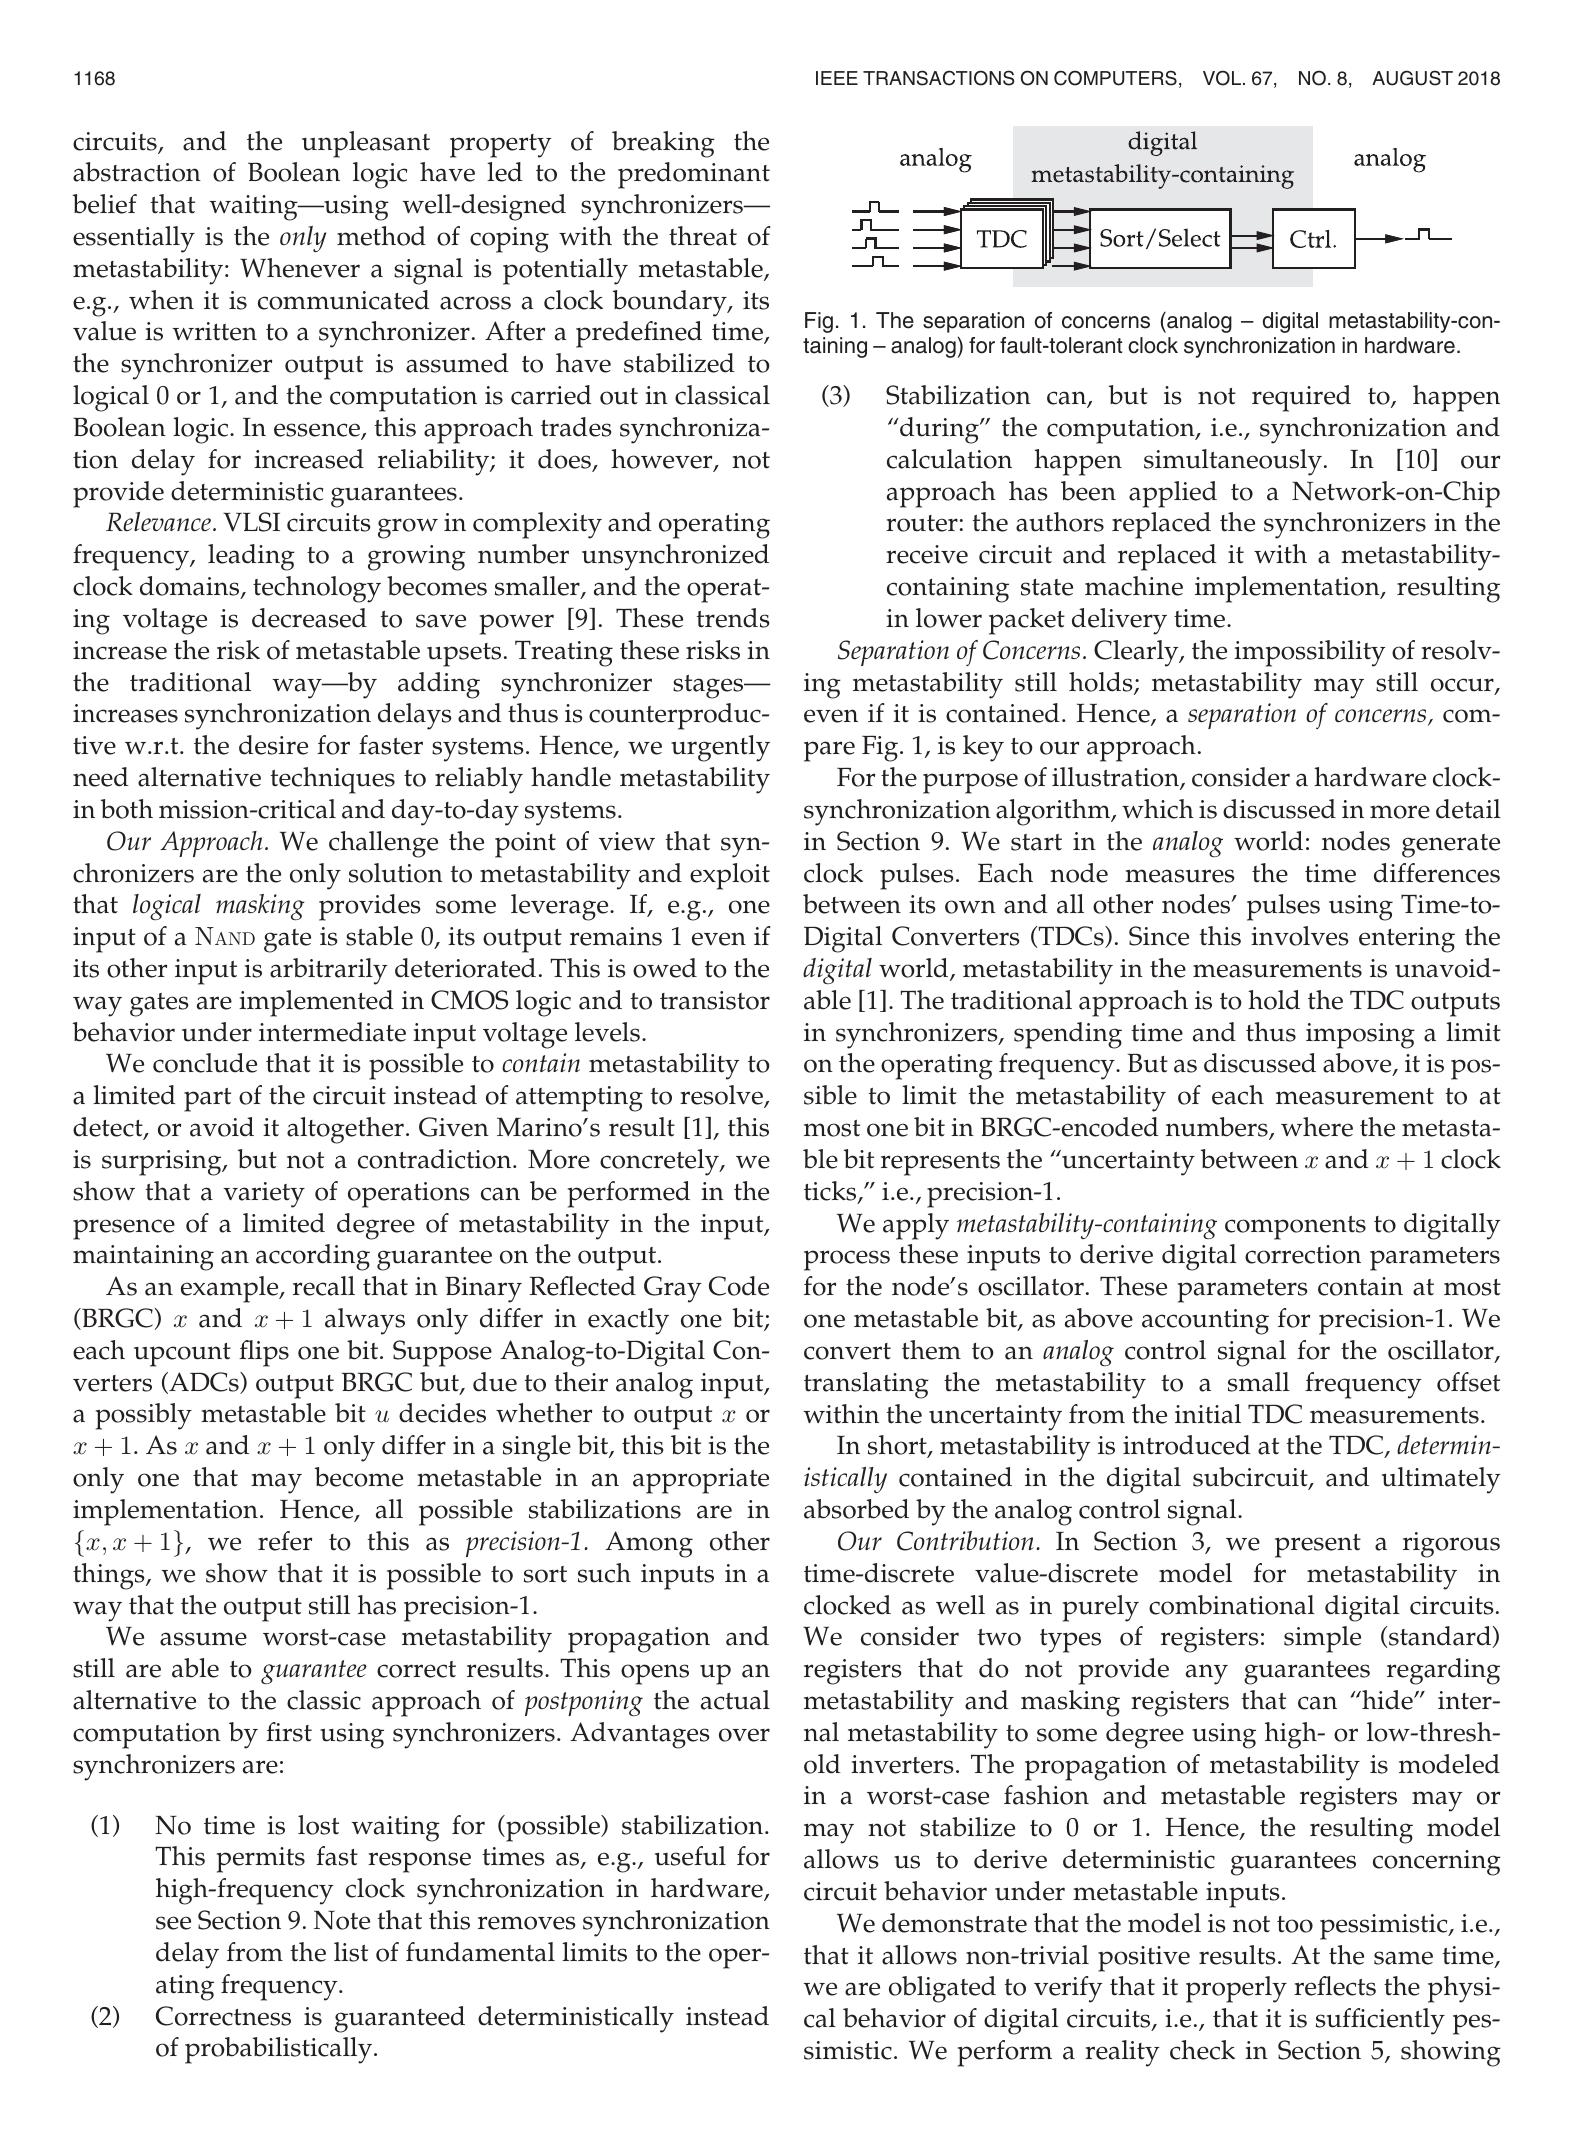 1168
IEEE TRANSACTIONS ON COMPUTERS, VOL. 67, NO. 8, AUGUST 2018
circuits, and the unpleasant property of breaking the
abstraction of Boolean logic have led to the predominant
belief that waiting—using well-designed synchronizers—
essentially is the only method of coping with the threat of
metastability: Whenever a signal is potentially metastable,
e.g., when it is communicated across a clock boundary, its
value is written to a synchronizer. After a predefined time,
the synchronizer output is assumed to have stabilized to
logical 0 or 1, and the computation is carried out in classical
Boolean logic. In essence, this approach trades synchroniza-
tion delay for increased reliability; it does, however, not
provide deterministic guarantees.
Relevance. VLSI circuits grow in complexity and operating
frequency, leading to a growing number unsynchronized
clock domains, technology becomes smaller, and the operat-
ing voltage is decreased to save power [9]. These trends
increase the risk of metastable upsets. Treating these risks in
the traditional way—by adding synchronizer stages—
increases synchronization delays and thus is counterproduc-
tive w.r.t. the desire for faster systems. Hence, we urgently
need alternative techniques to reliably handle metastability
in both mission-critical and day-to-day systems.
Our Approach. We challenge the point of view that syn-
chronizers are the only solution to metastability and exploit
that logical masking provides some leverage. If, e.g., one
input of a NAND gate is stable 0, its output remains 1 even if
its other input is arbitrarily deteriorated. This is owed to the
way gates are implemented in CMOS logic and to transistor
behavior under intermediate input voltage levels.
We conclude that it is possible to contain metastability to
a limited part of the circuit instead of attempting to resolve,
detect, or avoid it altogether. Given Marino's result [1], this
is surprising, but not a contradiction. More concretely, we
show that a variety of operations can be performed in the
presence of a limited degree of metastability in the input,
maintaining an according guarantee on the output.
As an example, recall that in Binary Reflected Gray Code
(BRGC) x and x + 1 always only differ in exactly one bit;
each upcount flips one bit. Suppose Analog-to-Digital Con-
verters (ADCs) output BRGC but, due to their analog input,
a possibly metastable bit u decides whether to output x or
x + 1. As x and x + 1 only differ in a single bit, this bit is the
only one that may become metastable in an appropriate
implementation. Hence, all possible stabilizations are in
{x, x + 1}, we refer to this as precision-1. Among other
things, we show that it is possible to sort such inputs in a
way that the output still has precision-1.
We assume worst-case metastability propagation and
still are able to guarantee correct results. This opens up an
alternative to the classic approach of postponing the actual
computation by first using synchronizers. Advantages over
synchronizers are:
(1) No time is lost waiting for (possible) stabilization.
This permits fast response times as, e.g., useful for
high-frequency clock synchronization in hardware,
see Section 9. Note that this removes synchronization
delay from the list of fundamental limits to the oper-
ating frequency.
(2) Correctness is guaranteed deterministically instead
of probabilistically.
analog
digital
metastability-containing
analog
TDC
Sort/Select
Ctrl.
Fig. 1. The separation of concerns (analog – digital metastability-con-
taining – analog) for fault-tolerant clock synchronization in hardware.
(3) Stabilization can, but is not required to, happen
“during” the computation, i.e., synchronization and
calculation happen simultaneously. In [10] our
approach has been applied to a Network-on-Chip
router: the authors replaced the synchronizers in the
receive circuit and replaced it with a metastability-
containing state machine implementation, resulting
in lower packet delivery time.
Separation of Concerns. Clearly, the impossibility of resolv-
ing metastability still holds; metastability may still occur,
even if it is contained. Hence, a separation of concerns, com-
pare Fig. 1, is key to our approach.
For the purpose of illustration, consider a hardware clock-
synchronization algorithm, which is discussed in more detail
in Section 9. We start in the analog world: nodes generate
clock pulses. Each node measures the time differences
between its own and all other nodes' pulses using Time-to-
Digital Converters (TDCs). Since this involves entering the
digital world, metastability in the measurements is unavoid-
able [1]. The traditional approach is to hold the TDC outputs
in synchronizers, spending time and thus imposing a limit
on the operating frequency. But as discussed above, it is pos-
sible to limit the metastability of each measurement to at
most one bit in BRGC-encoded numbers, where the metasta-
ble bit represents the “uncertainty between x and x + 1 clock
ticks,” i.e., precision-1.
We apply metastability-containing components to digitally
process these inputs to derive digital correction parameters
for the node's oscillator. These parameters contain at most
one metastable bit, as above accounting for precision-1. We
convert them to an analog control signal for the oscillator,
translating the metastability to a small frequency offset
within the uncertainty from the initial TDC measurements.
In short, metastability is introduced at the TDC, determin-
istically contained in the digital subcircuit, and ultimately
absorbed by the analog control signal.
Our Contribution. In Section 3, we present a rigorous
time-discrete value-discrete model for metastability in
clocked as well as in purely combinational digital circuits.
We consider two types of registers: simple (standard)
registers that do not provide any guarantees regarding
metastability and masking registers that can “hide” inter-
nal metastability to some degree using high- or low-thresh-
old inverters. The propagation of metastability is modeled
in a worst-case fashion and metastable registers may or
may not stabilize to 0 or 1. Hence, the resulting model
allows us to derive deterministic guarantees concerning
circuit behavior under metastable inputs.
We demonstrate that the model is not too pessimistic, i.e.,
that it allows non-trivial positive results. At the same time,
we are obligated to verify that it properly reflects the physi-
cal behavior of digital circuits, i.e., that it is sufficiently pes-
simistic. We perform a reality check in Section 5, showing